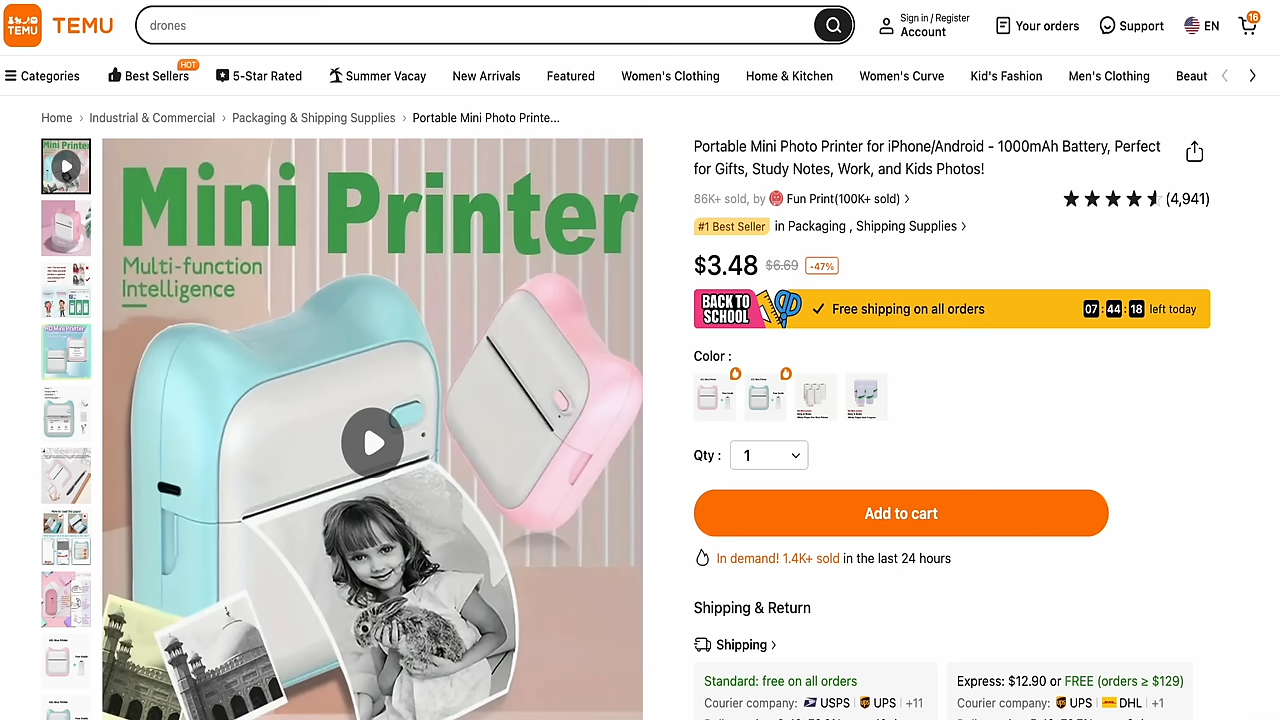 TEMU
TEMU
drones
Sign in / Register
Account
Your orders
Support
EN
16
Categories
Best Sellers
HOT
5-Star Rated
Summer Vacay
New Arrivals
Featured
Women's Clothing
Home & Kitchen
Women's Curve
Kid's Fashion
Men's Clothing
Beaut
Home › Industrial & Commercial › Packaging & Shipping Supplies › Portable Mini Photo Printe...
Mini Printer
Multi-function
Intelligence
Portable Mini Photo Printer for iPhone/Android - 1000mAh Battery, Perfect
for Gifts, Study Notes, Work, and Kids Photos!
86K+ sold, by Fun Print(100K+ sold) ›
(4,941)
#1 Best Seller in Packaging , Shipping Supplies ›
$3.48 $6.69 -47%
BACK TO
SCHOOL
Free shipping on all orders
07 : 44 : 18 left today
Color :
Qty : 1
Add to cart
In demand! 1.4K+ sold in the last 24 hours
Shipping & Return
Shipping ›
Standard: free on all orders
Courier company: USPS | UPS | +11
Express: $12.90 or FREE (orders ≥ $129)
Courier company: UPS | DHL | +1